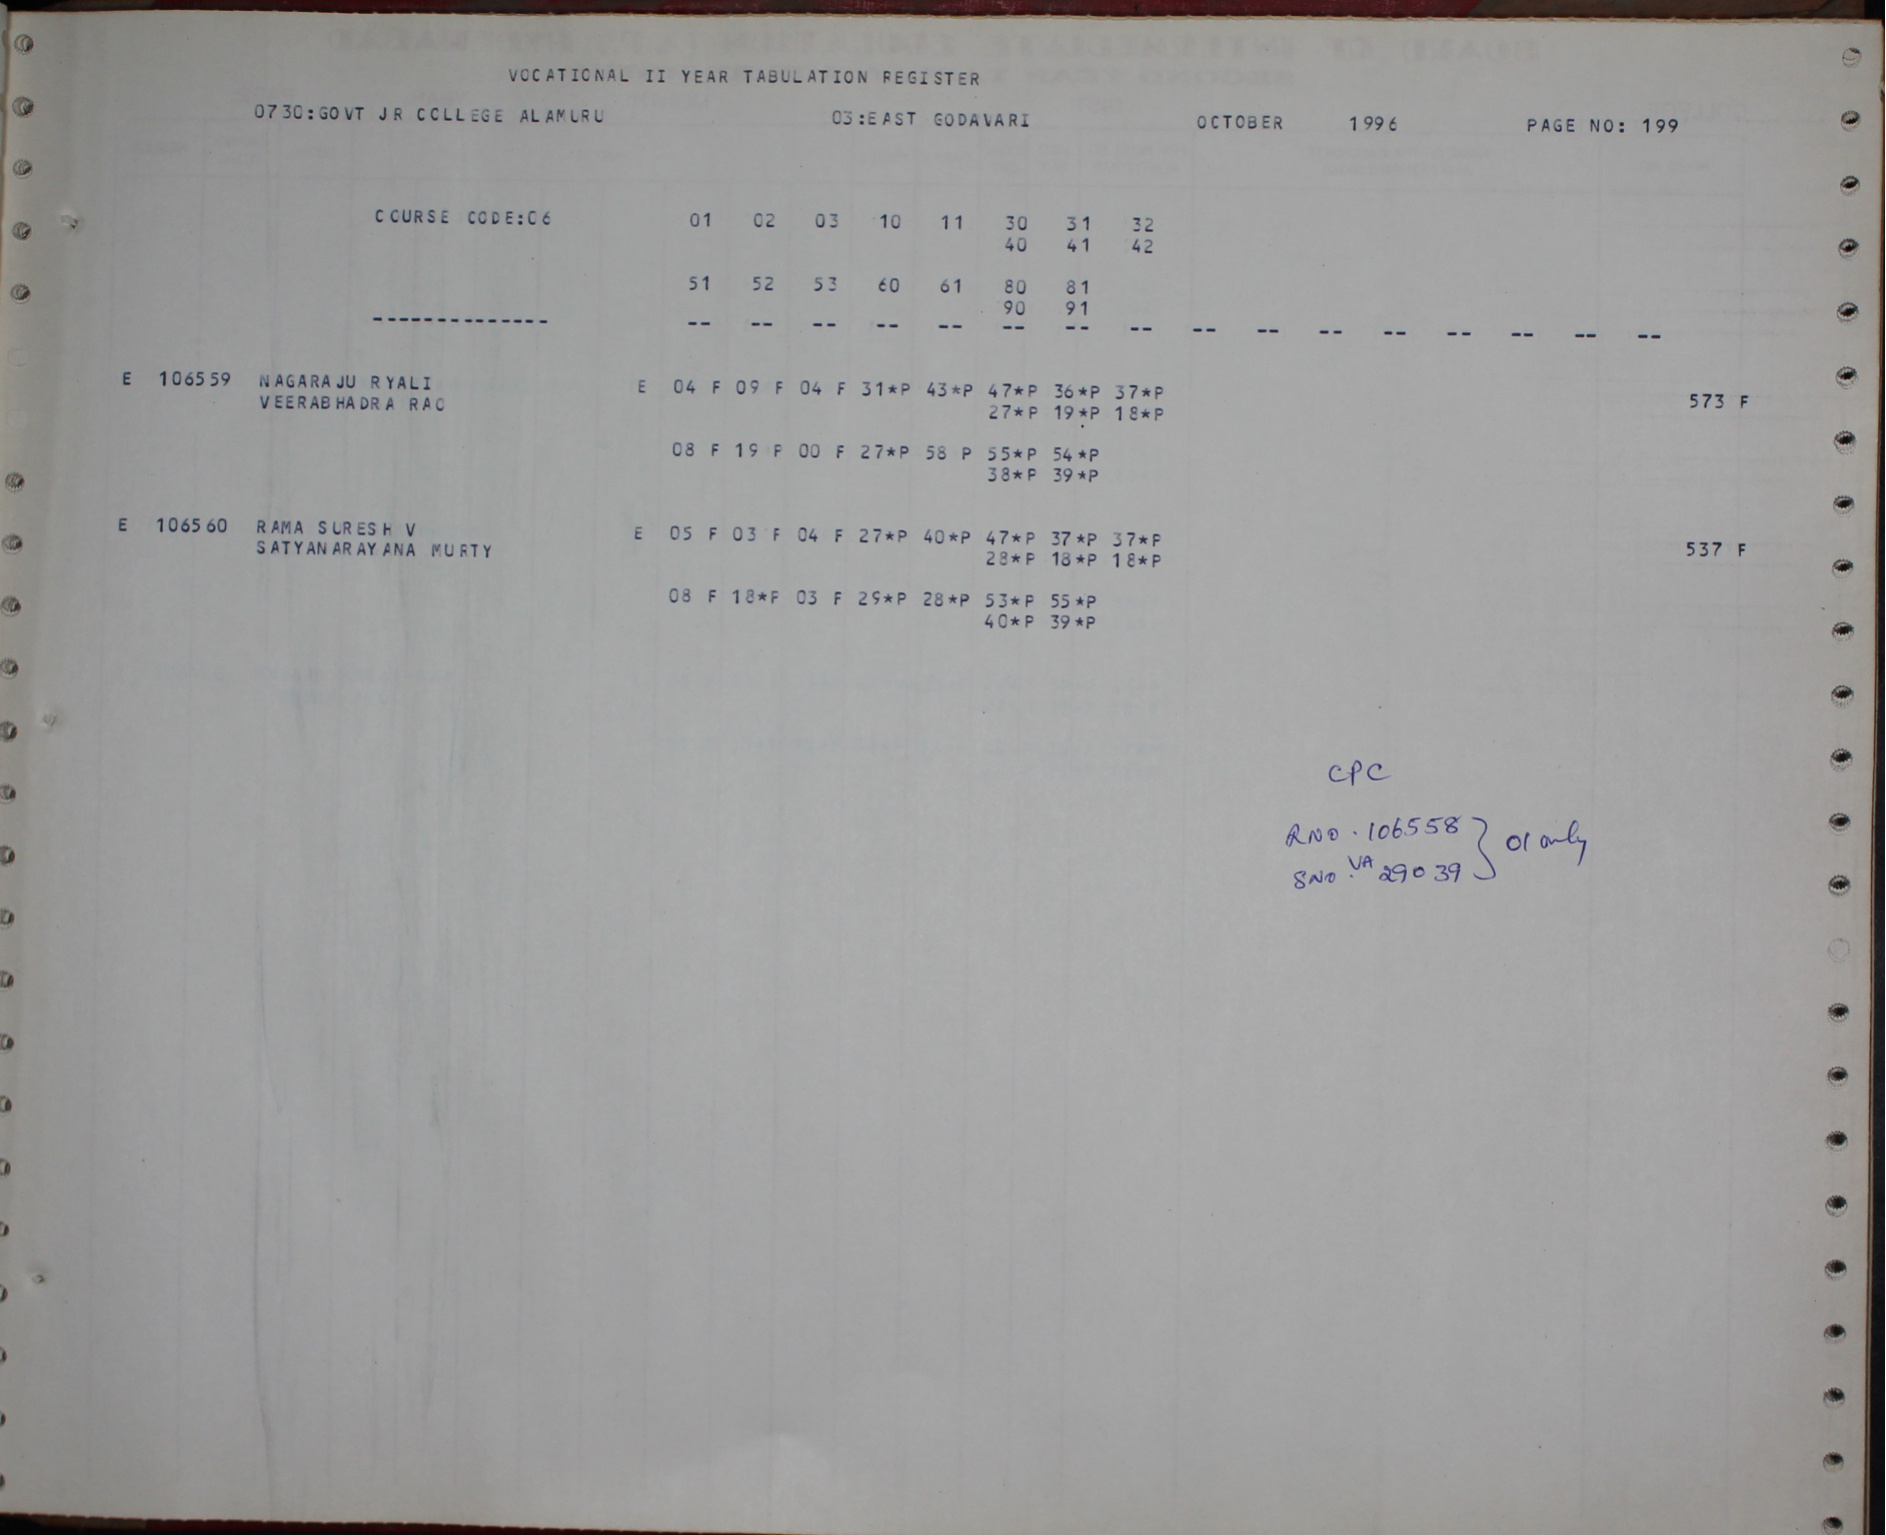 VOCATIONAL II YEAR TABULATION REGISTER
0730:GOVT JR COLLEGE ALAMURU 03:EAST GODAVARI OCTOBER 1996 PAGE NO: 199
COURSE CODE:06 01 02 03 10 11 30 31 32
40 41 42
51 52 53 60 61 80 81
90 91
-------------- -- -- -- -- -- -- -- -- -- -- -- -- -- -- -- --
E 106559 NAGARAJU RYALI E 04 F 09 F 04 F 31*P 43*P 47*P 36*P 37*P
VEERABHADRA RAO 27*P 19*P 18*P 573 F
08 F 19 P 00 F 27*P 58 P 55*P 54*P
38*P 39*P
E 106560 RAMA SURESH V E 05 F 03 F 04 F 27*P 40*P 47*P 37*P 37*P
SATYANARAYANA MURTY 28*P 18*P 18*P 537 F
08 F 18*P 03 F 29*P 28*P 53*P 55*P
40*P 39*P
CPC
RNO. 106558 } 01 only
SNO. VA 29039